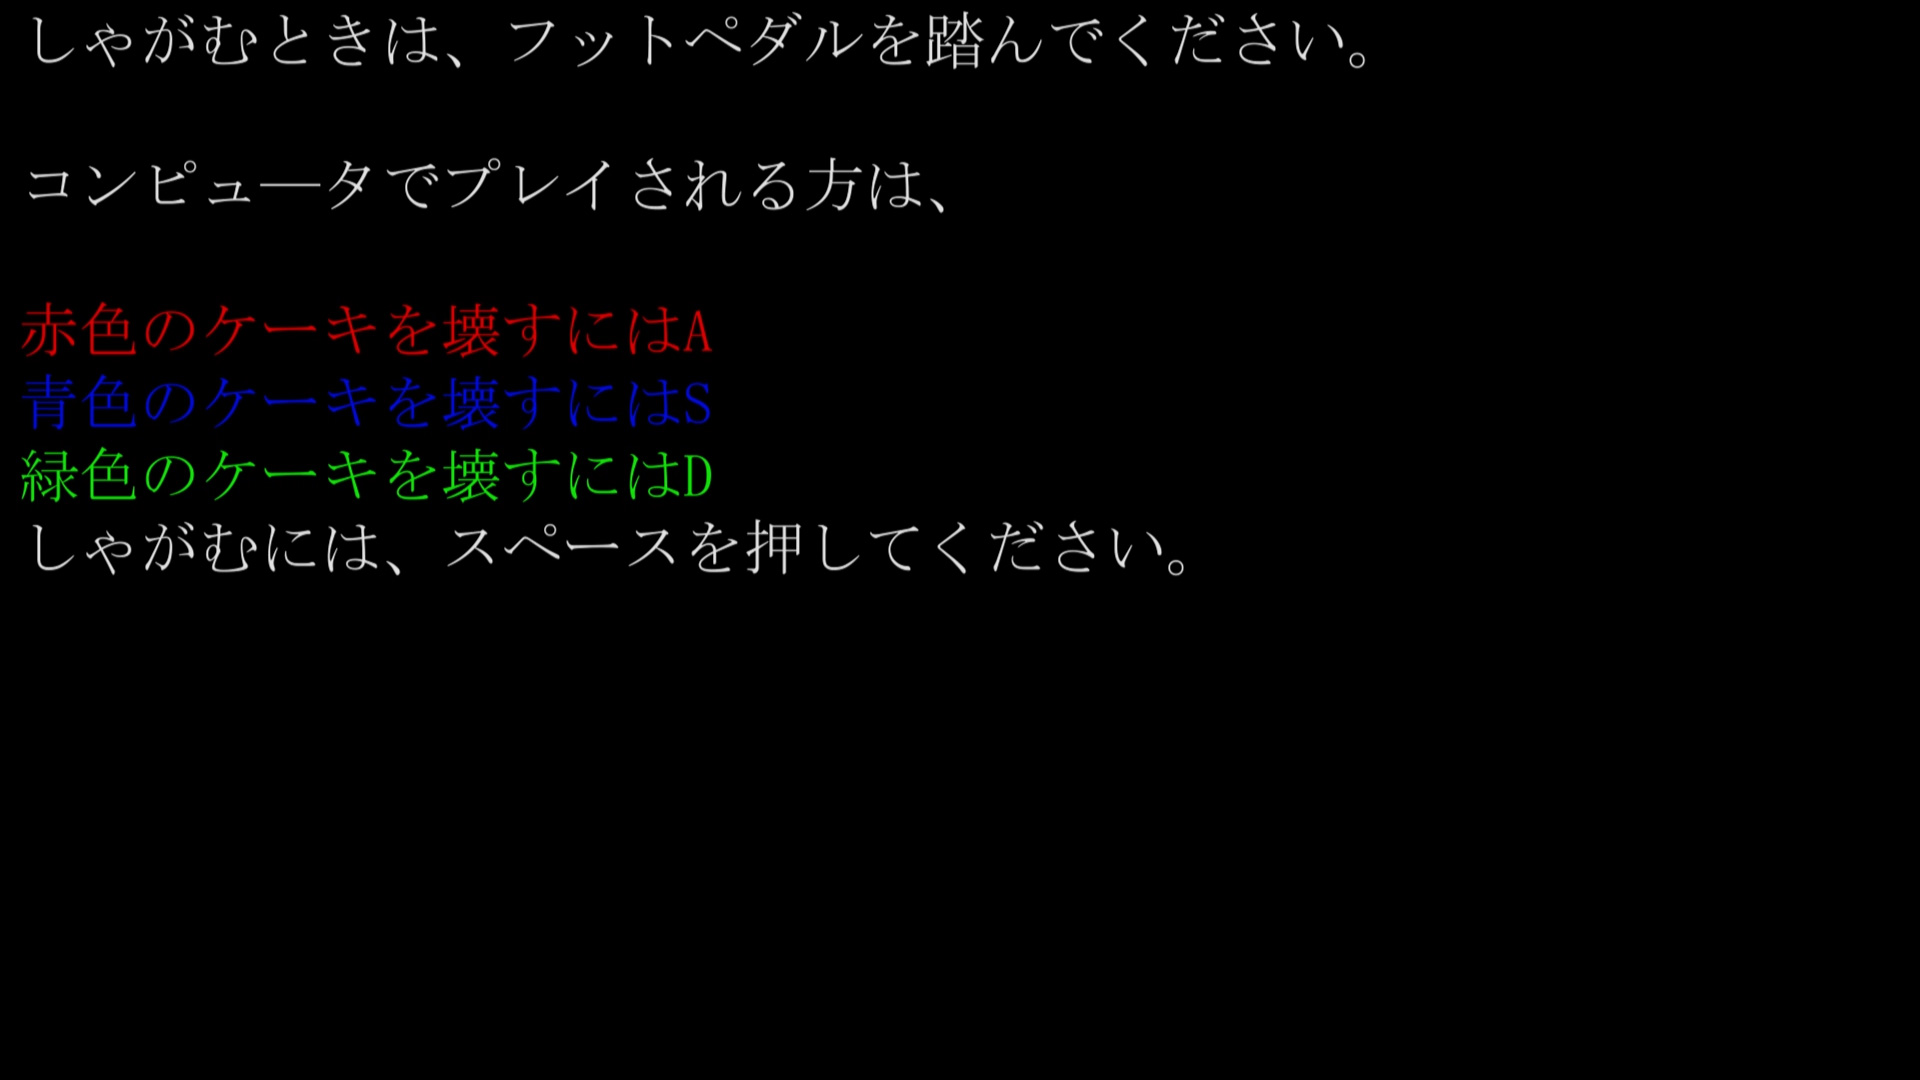 しゃがむときは、フットペダルを踏んでください。
コンピュ―タでプレイされる方は、
赤色のケーキを壊すにはA
青色のケーキを壊すにはS
緑色のケーキを壊すにはD
しゃがむには、スペースを押してください。